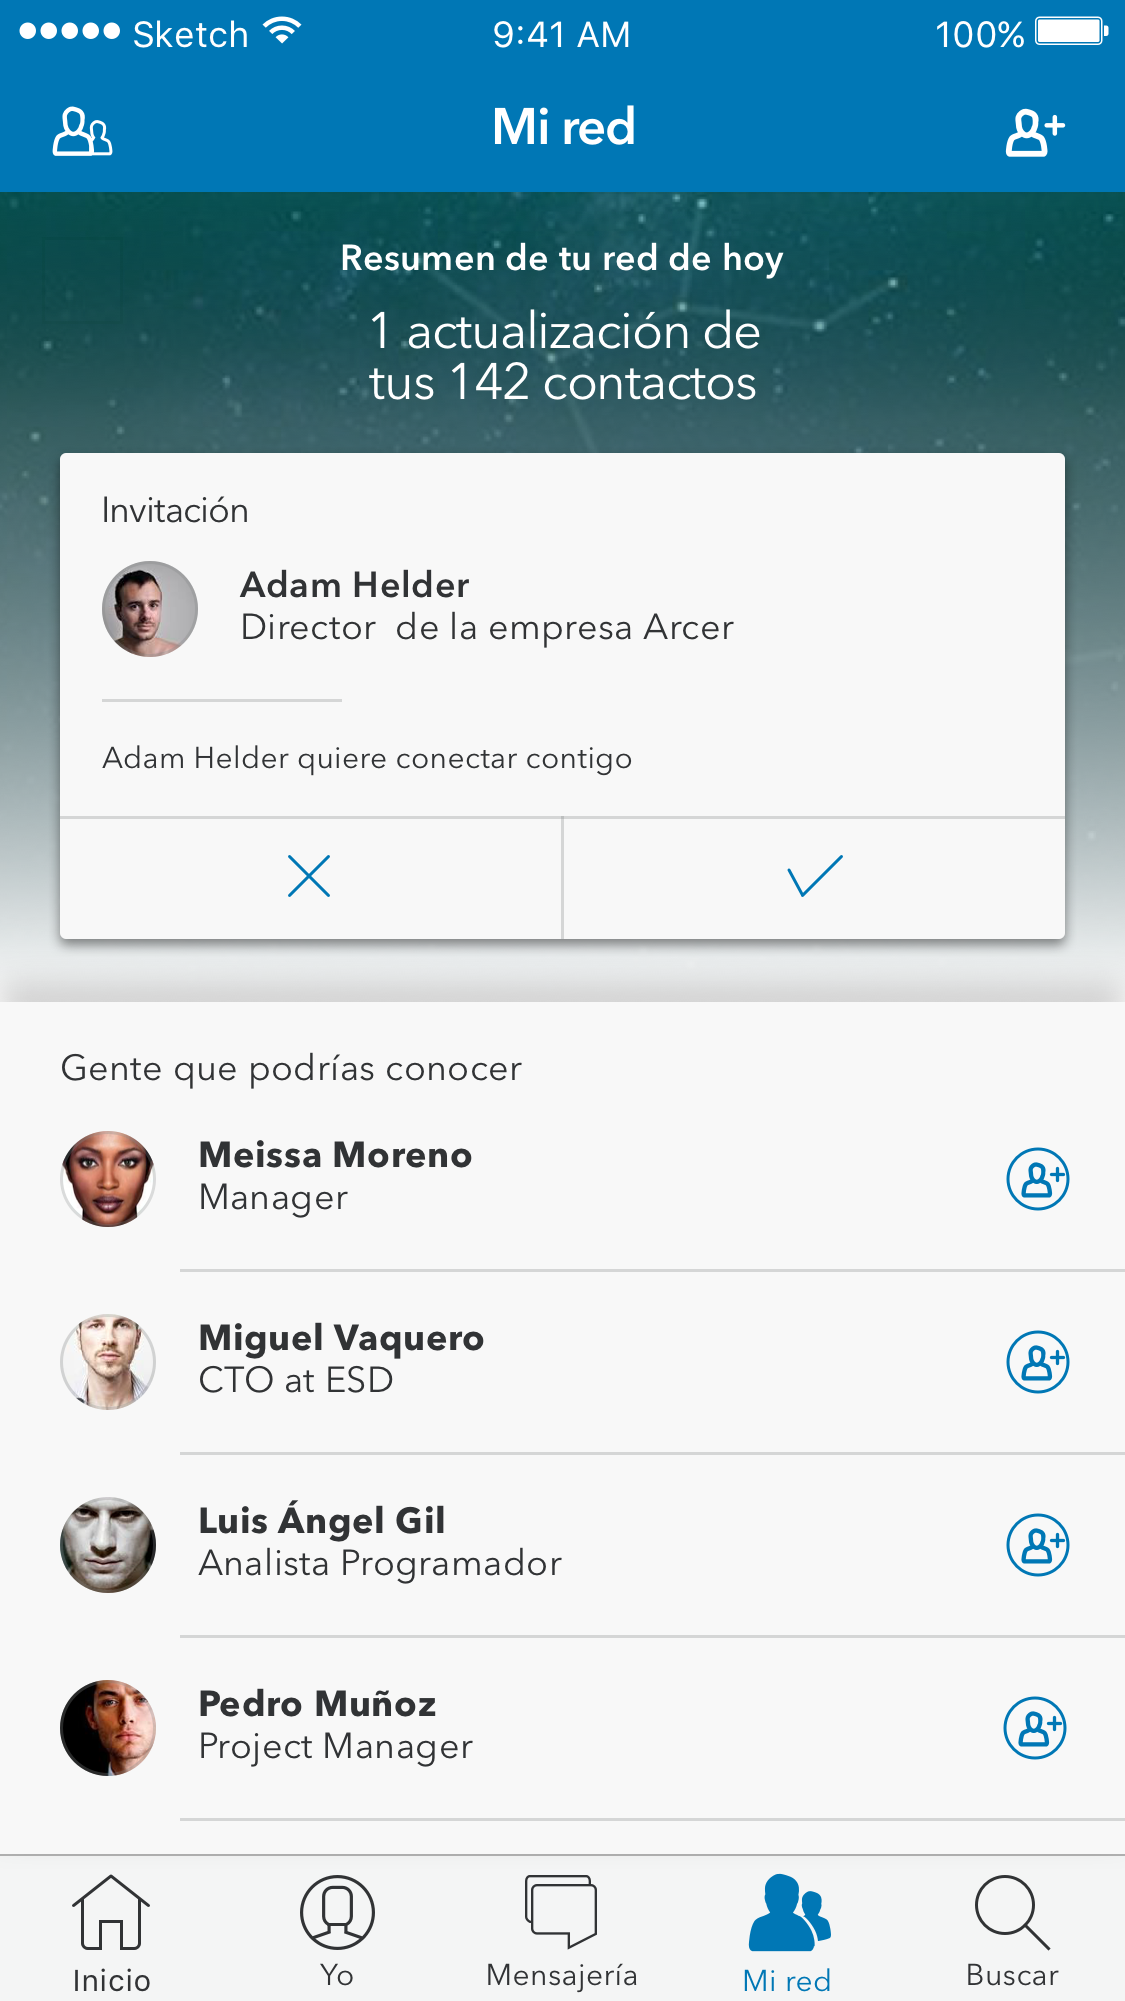 Sketch 9:41 AM 100%
Mi red
Resumen de tu red de hoy
1 actualización de
tus 142 contactos
Invitación
Adam Helder
Director de la empresa Arcer
Adam Helder quiere conectar contigo
Gente que podrías conocer
Meissa Moreno
Manager
Miguel Vaquero
CTO at ESD
Luis Ángel Gil
Analista Programador
Pedro Muñoz
Project Manager
Inicio Yo Mensajería Mi red Buscar